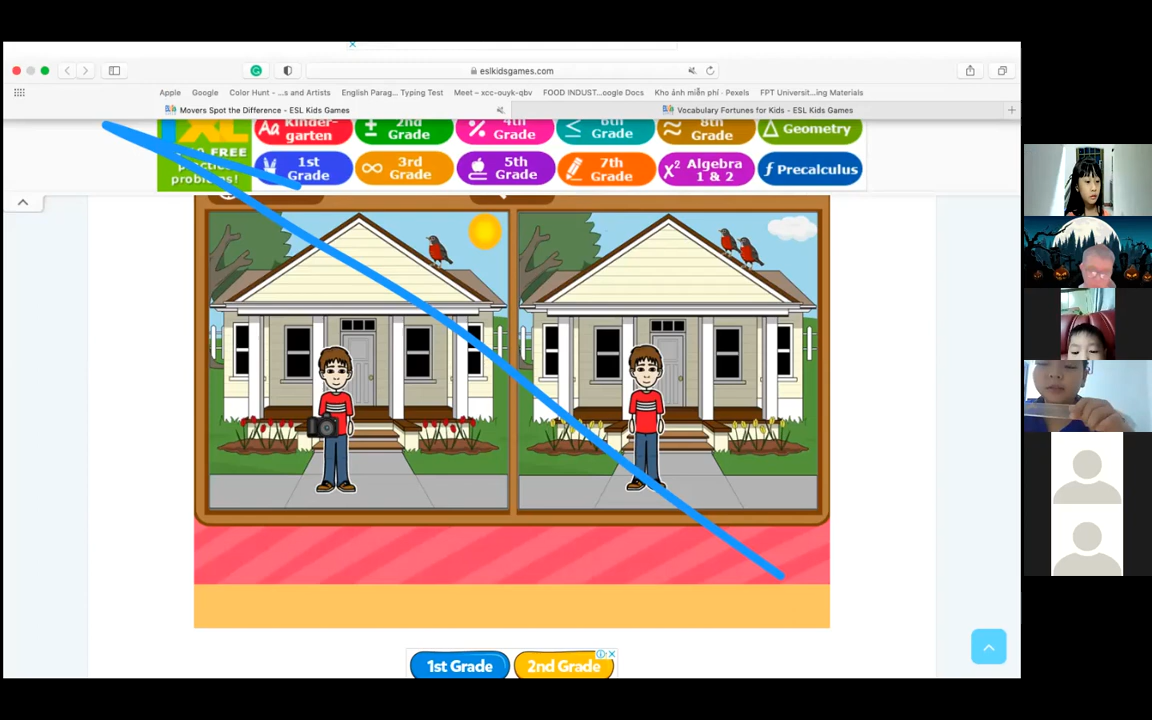 eslkidsgames.com
Apple Google Color Hunt - ...s and Artists English Parag... Typing Test Meet – xcc-ouyk-qbv FOOD INDUST...oogle Docs Kho ảnh miễn phí · Pexels FPT Universit...ing Materials
Movers Spot the Difference - ESL Kids Games Vocabulary Fortunes for Kids - ESL Kids Games
IXL
FREE
practice
problems!
Aa Kinder-
garten
2nd
Grade
4th
Grade
6th
Grade
8th
Grade
Geometry
1st
Grade
3rd
Grade
5th
Grade
7th
Grade
x² Algebra
1 & 2
f Precalculus
1st Grade 2nd Grade